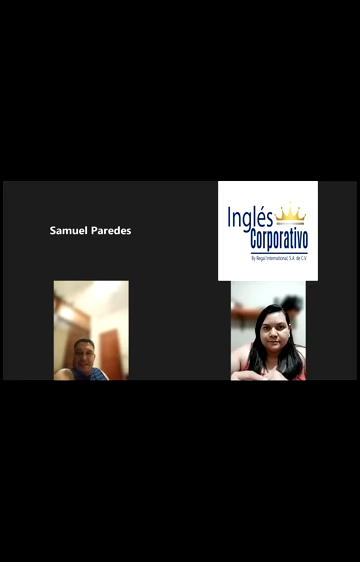 Samuel Paredes
Inglés
Corporativo
By Regal International, S.A. de C.V.